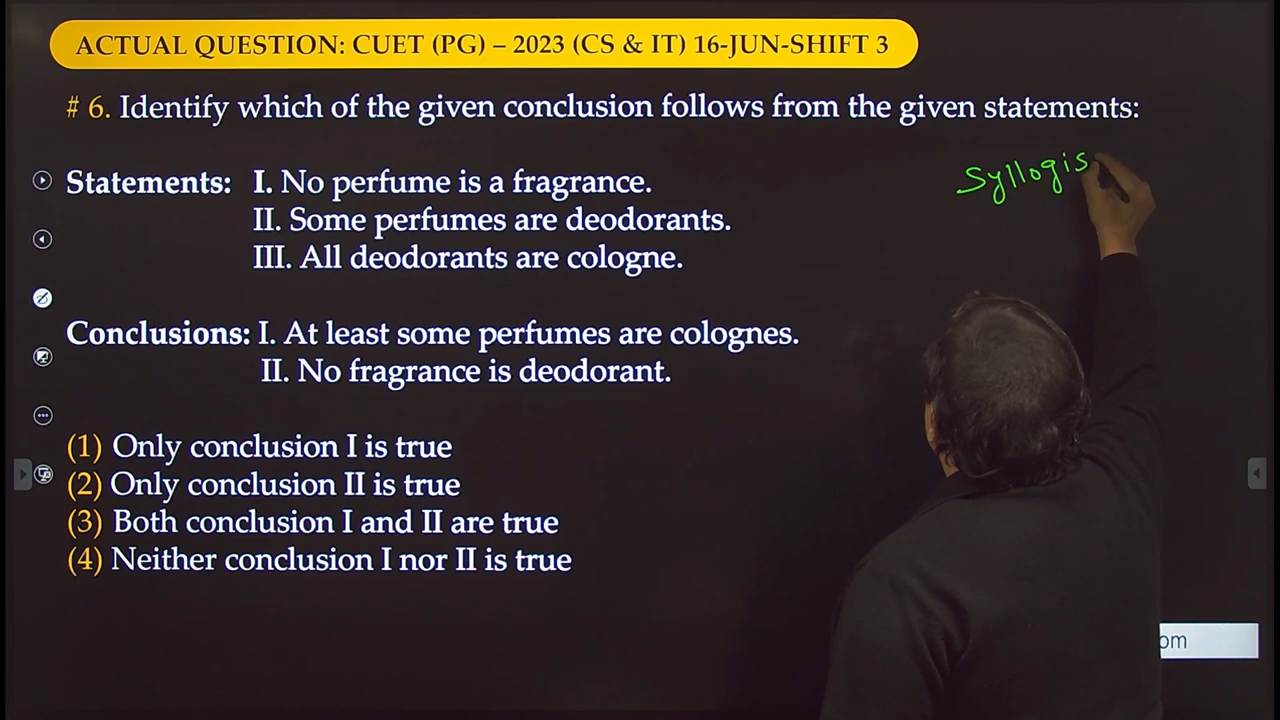 ACTUAL QUESTION: CUET (PG) – 2023 (CS & IT) 16-JUN-SHIFT 3
# 6. Identify which of the given conclusion follows from the given statements:
Syllogis
Statements: I. No perfume is a fragrance.
II. Some perfumes are deodorants.
III. All deodorants are cologne.
Conclusions: I. At least some perfumes are colognes.
II. No fragrance is deodorant.
(1) Only conclusion I is true
(2) Only conclusion II is true
(3) Both conclusion I and II are true
(4) Neither conclusion I nor II is true
om